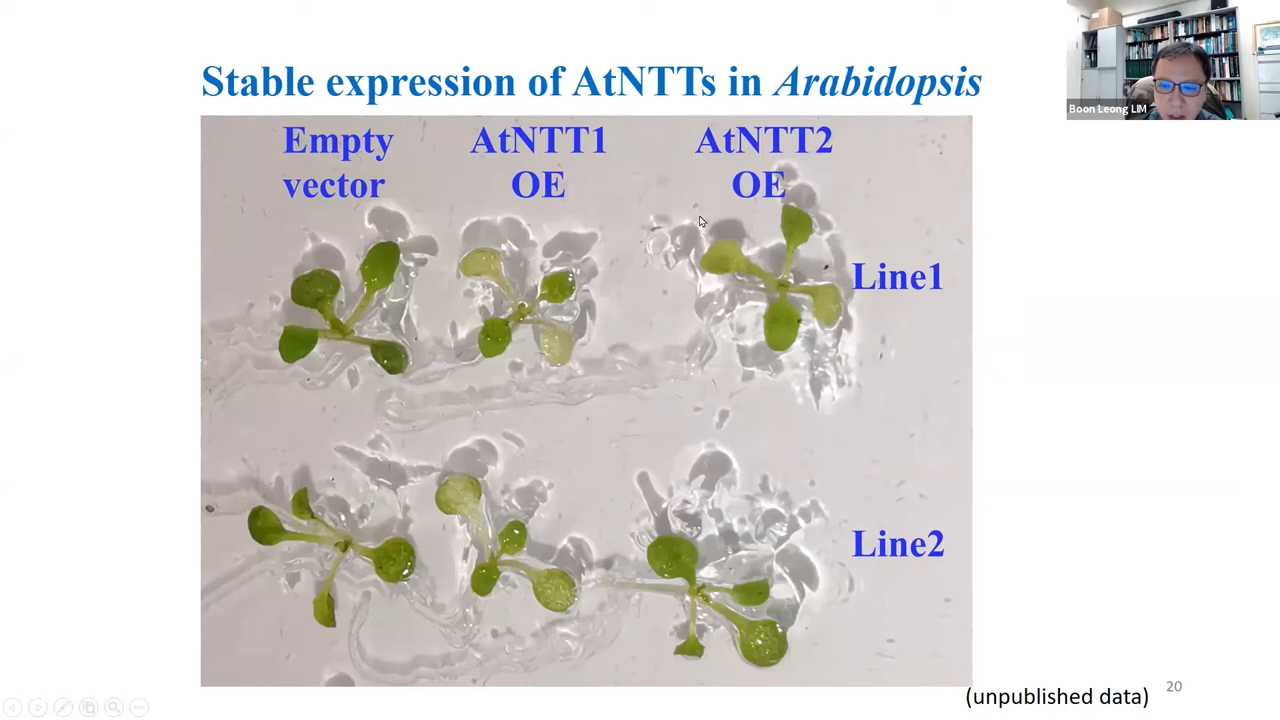 Stable expression of AtNTTs in Arabidopsis
Boon Leong LIM
Empty
vector
AtNTT1
OE
AtNTT2
OE
Line1
Line2
(unpublished data)
20